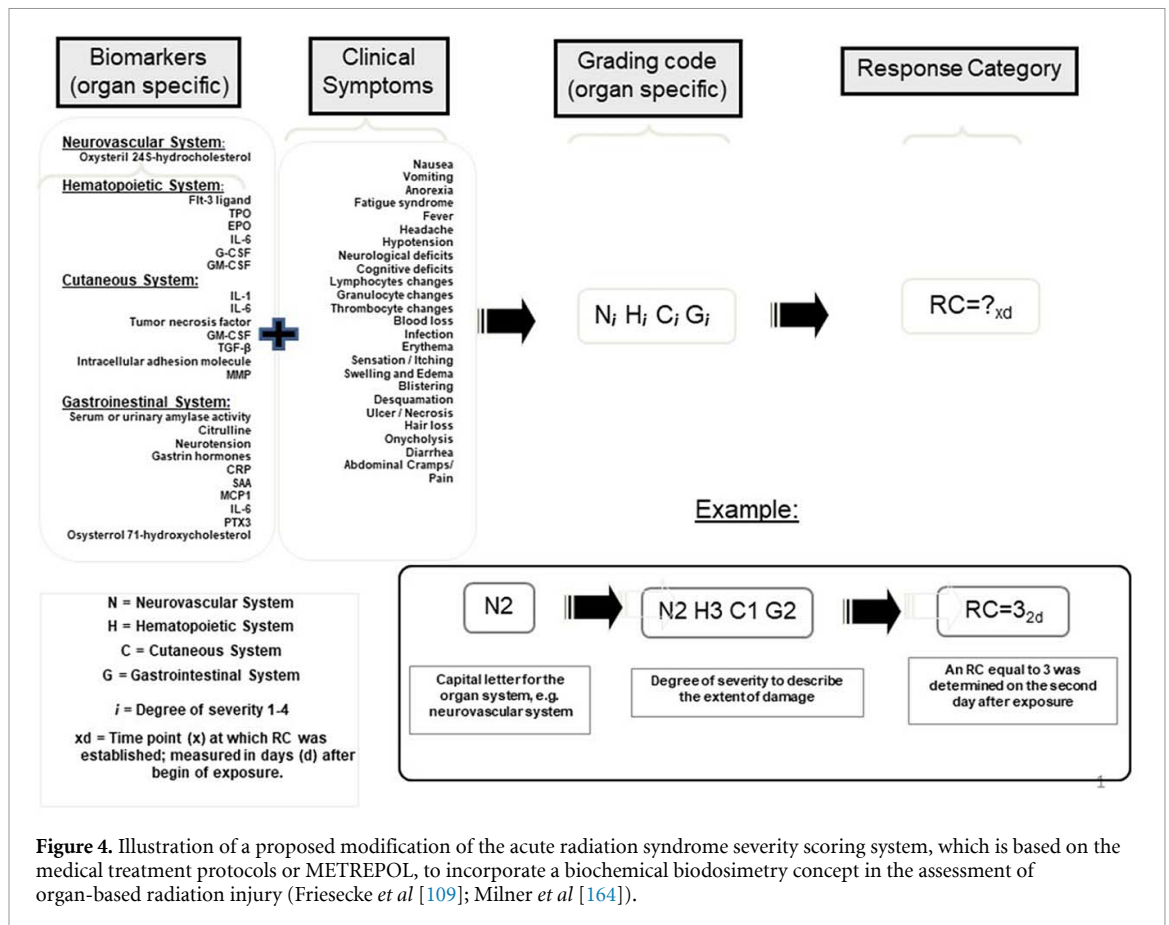 Biomarkers
(organ specific)
Clinical
Symptoms
Grading code
(organ specific)
Response Category
Neurovascular System:
Oxysteril 24S-hydrocholesterol
Hematopoietic System:
Flt-3 ligand
TPO
EPO
IL-6
G-CSF
GM-CSF
Cutaneous System:
IL-1
IL-6
Tumor necrosis factor
GM-CSF
TGF-β
Intracellular adhesion molecule
MMP
Gastroinestinal System:
Serum or urinary amylase activity
Citrulline
Neurotension
Gastrin hormones
CRP
SAA
MCP1
IL-6
PTX3
Osysterrol 71-hydroxycholesterol
Nausea
Vomiting
Anorexia
Fatigue syndrome
Fever
Headache
Hypotension
Neurological deficits
Cognitive deficits
Lymphocytes changes
Granulocyte changes
Thrombocyte changes
Blood loss
Infection
Erythema
Sensation / Itching
Swelling and Edema
Blistering
Desquamation
Ulcer / Necrosis
Hair loss
Onycholysis
Diarrhea
Abdominal Cramps/
Pain
Ni Hi Ci Gi
RC=?xd
Example:
N2
N2 H3 C1 G2
RC=32d
Capital letter for the
organ system, e.g.
neurovascular system
Degree of severity to describe
the extent of damage
An RC equal to 3 was
determined on the second
day after exposure
1
N = Neurovascular System
H = Hematopoietic System
C = Cutaneous System
G = Gastrointestinal System
i = Degree of severity 1-4
xd = Time point (x) at which RC was
established; measured in days (d) after
begin of exposure.
Figure 4. Illustration of a proposed modification of the acute radiation syndrome severity scoring system, which is based on the
medical treatment protocols or METREPOL, to incorporate a biochemical biodosimetry concept in the assessment of
organ-based radiation injury (Friesecke et al [109]; Milner et al [164]).